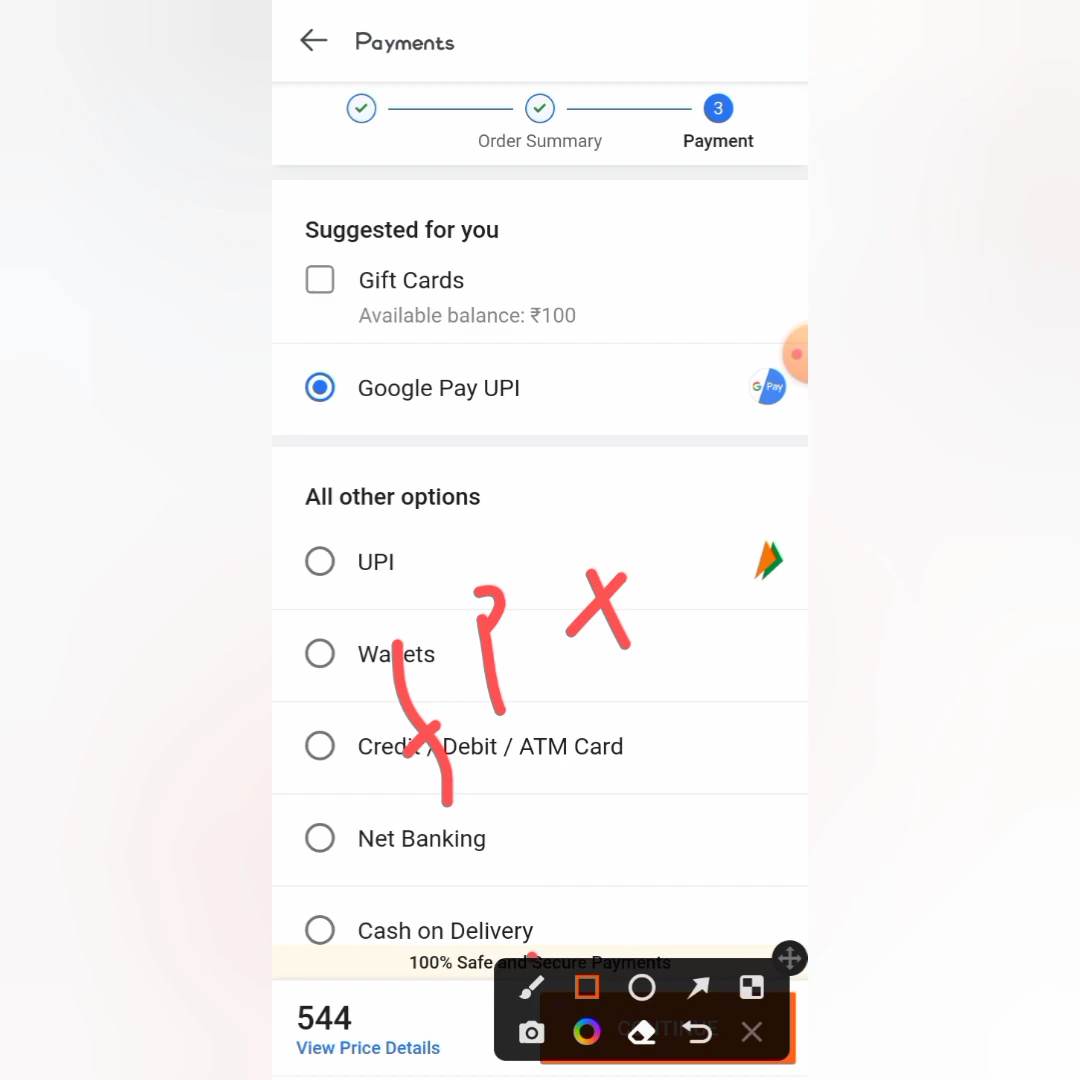 Payments
3
Order Summary
Payment
Suggested for you
Gift Cards
Available balance: ₹100
Google Pay UPI
G Pay
All other options
UPI
Wallets
Credit / Debit / ATM Card
Net Banking
Cash on Delivery
100% Safe and Secure Payments
544
CONTINUE
View Price Details